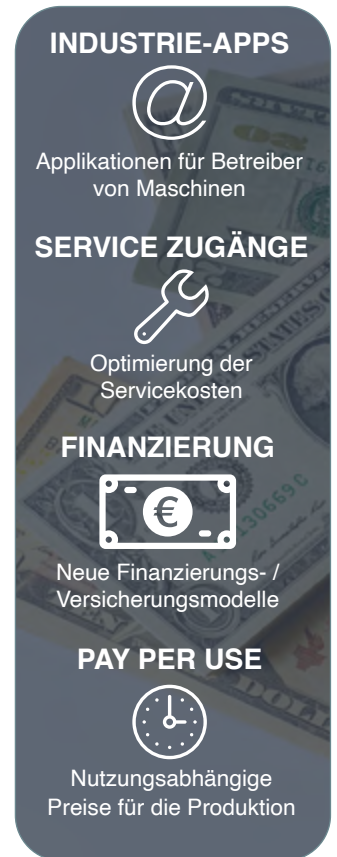 INDUSTRIE-APPS
@
Applikationen für Betreiber
von Maschinen
SERVICE ZUGÄNGE
Optimierung der
Servicekosten
FINANZIERUNG
€
Neue Finanzierungs- /
Versicherungsmodelle
PAY PER USE
Nutzungsabhängige
Preise für die Produktion